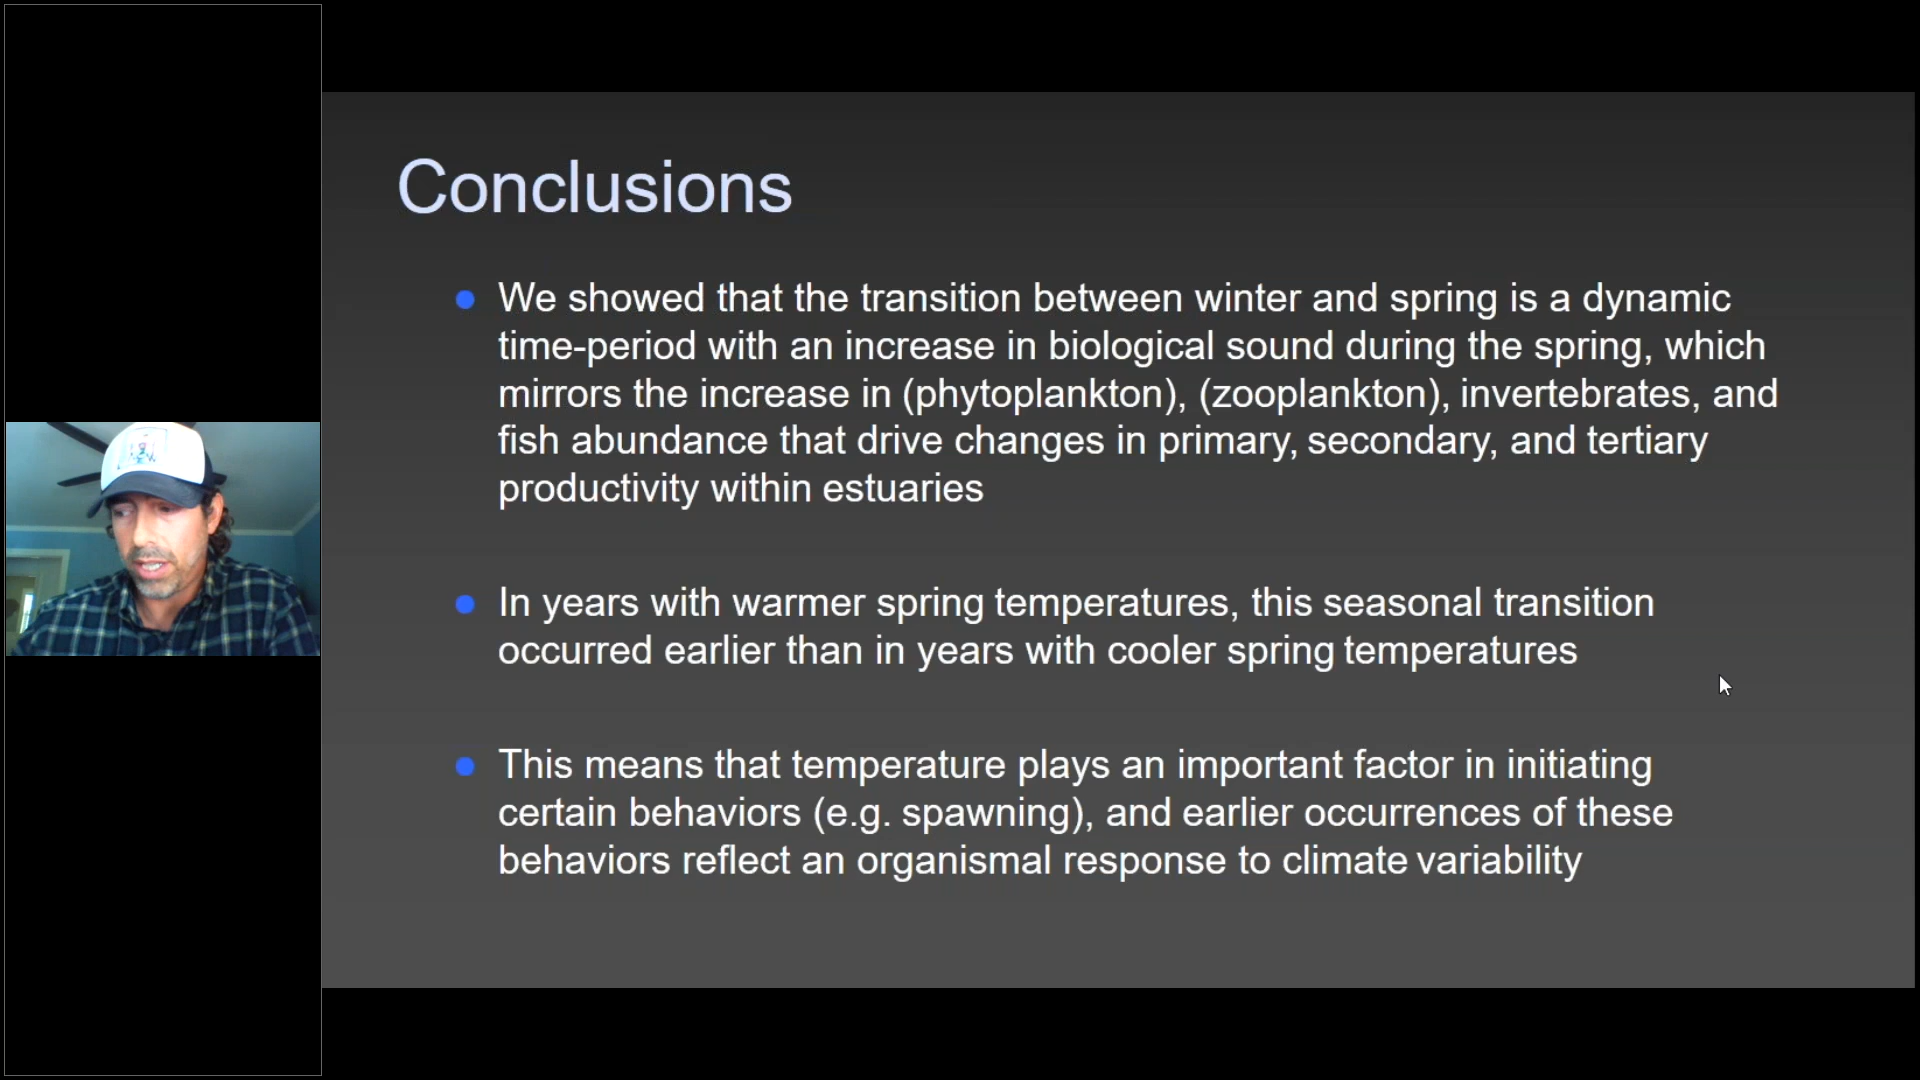 Conclusions
We showed that the transition between winter and spring is a dynamic
time-period with an increase in biological sound during the spring, which
mirrors the increase in (phytoplankton), (zooplankton), invertebrates, and
fish abundance that drive changes in primary, secondary, and tertiary
productivity within estuaries
In years with warmer spring temperatures, this seasonal transition
occurred earlier than in years with cooler spring temperatures
This means that temperature plays an important factor in initiating
certain behaviors (e.g. spawning), and earlier occurrences of these
behaviors reflect an organismal response to climate variability